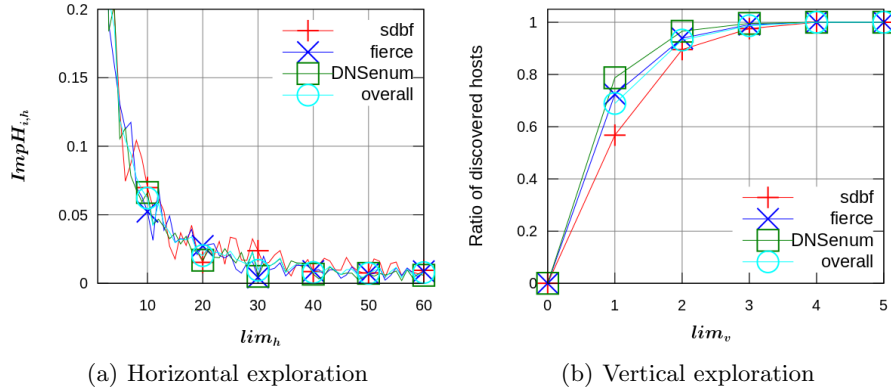 0.2
0.15
0.1
0.05
0
ImpH_{i,h}
10 20 30 40 50 60
lim_h
sdbf
fierce
DNSenum
overall
(a) Horizontal exploration
1
0.8
0.6
0.4
0.2
0
Ratio of discovered hosts
0 1 2 3 4 5
lim_v
sdbf
fierce
DNSenum
overall
(b) Vertical exploration